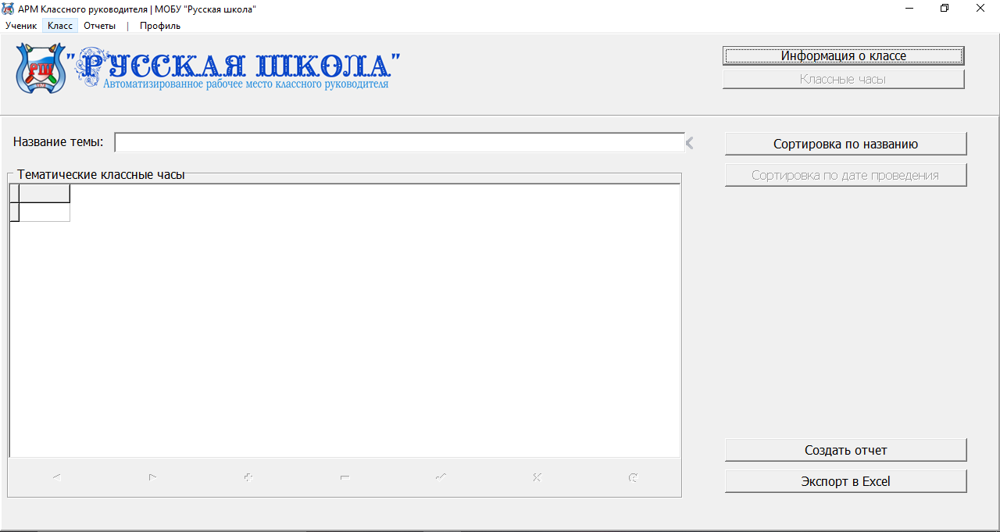 АРМ Классного руководителя | МОБУ "Русская школа"
Ученик Класс Отчеты | Профиль
РШ
"РУССКАЯ ШКОЛА"
Автоматизированное рабочее место классного руководителя
Информация о классе
Классные часы
Название темы:
Сортировка по названию
Сортировка по дате проведения
Тематические классные часы
Создать отчет
Экспорт в Excel